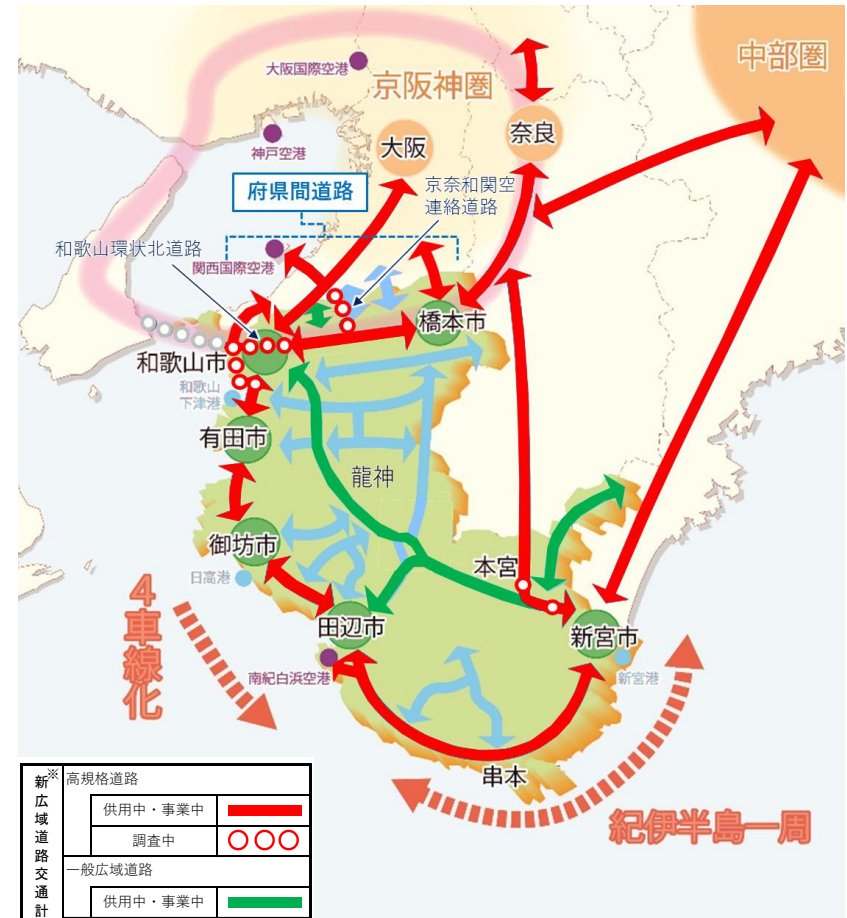 中部圏
大阪国際空港
京阪神圏
神戸空港
大阪
奈良
府県間道路
京奈和関空
連絡道路
和歌山環状北道路
関西国際空港
橋本市
和歌山市
和歌山
下津港
有田市
龍神
御坊市
本宮
日高港
4車線化
田辺市
新宮市
南紀白浜空港
新宮港
串本
紀伊半島一周
※
新広域道路交通計
高規格道路
供用中・事業中
調査中
一般広域道路
供用中・事業中